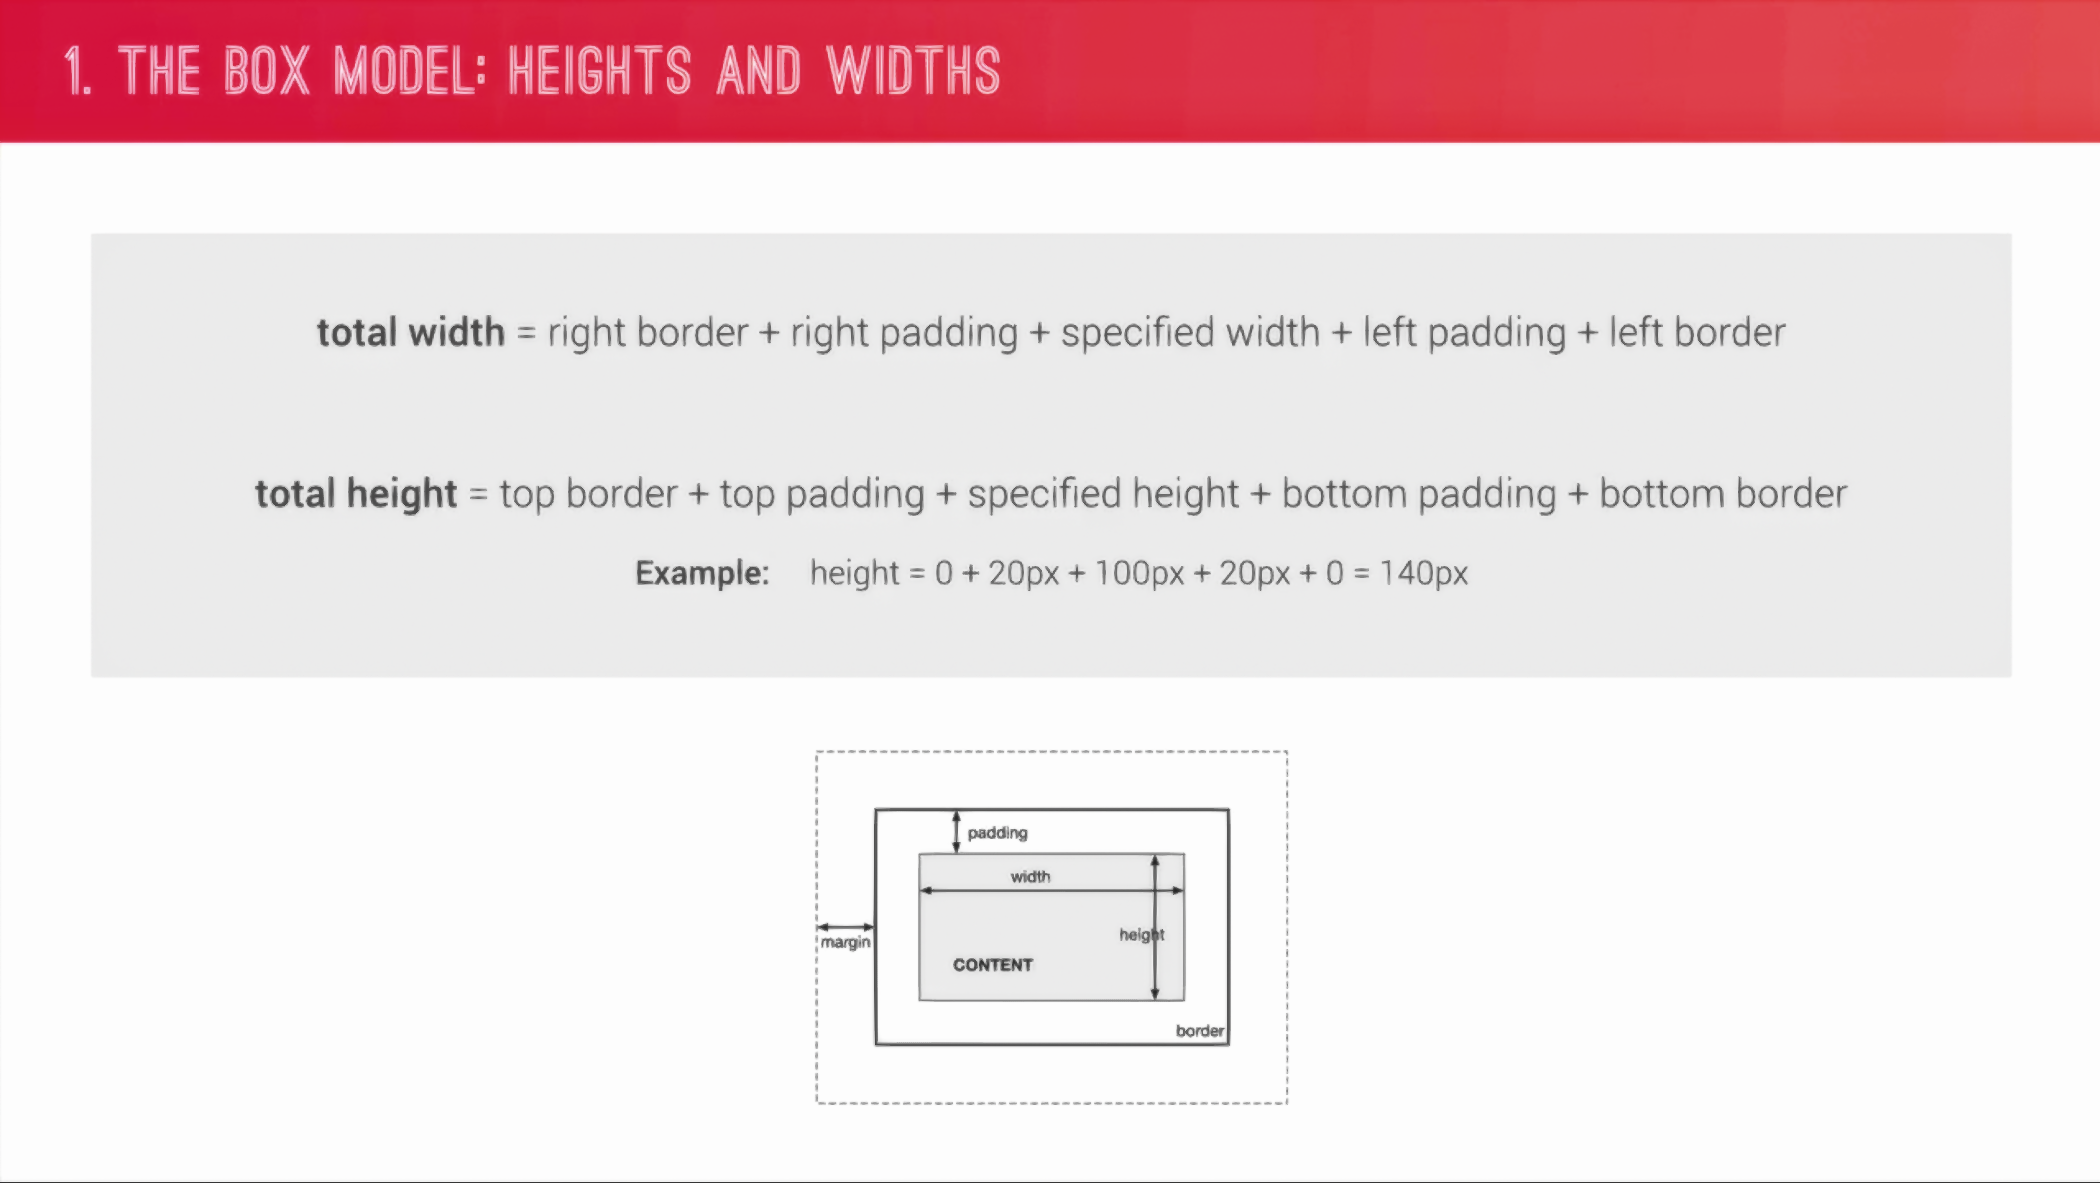 1. THE BOX MODEL: HEIGHTS AND WIDTHS
total width = right border + right padding + specified width + left padding + left border
total height = top border + top padding + specified height + bottom padding + bottom border
Example: height = 0 + 20px + 100px + 20px + 0 = 140px
padding
width
height
margin
CONTENT
border